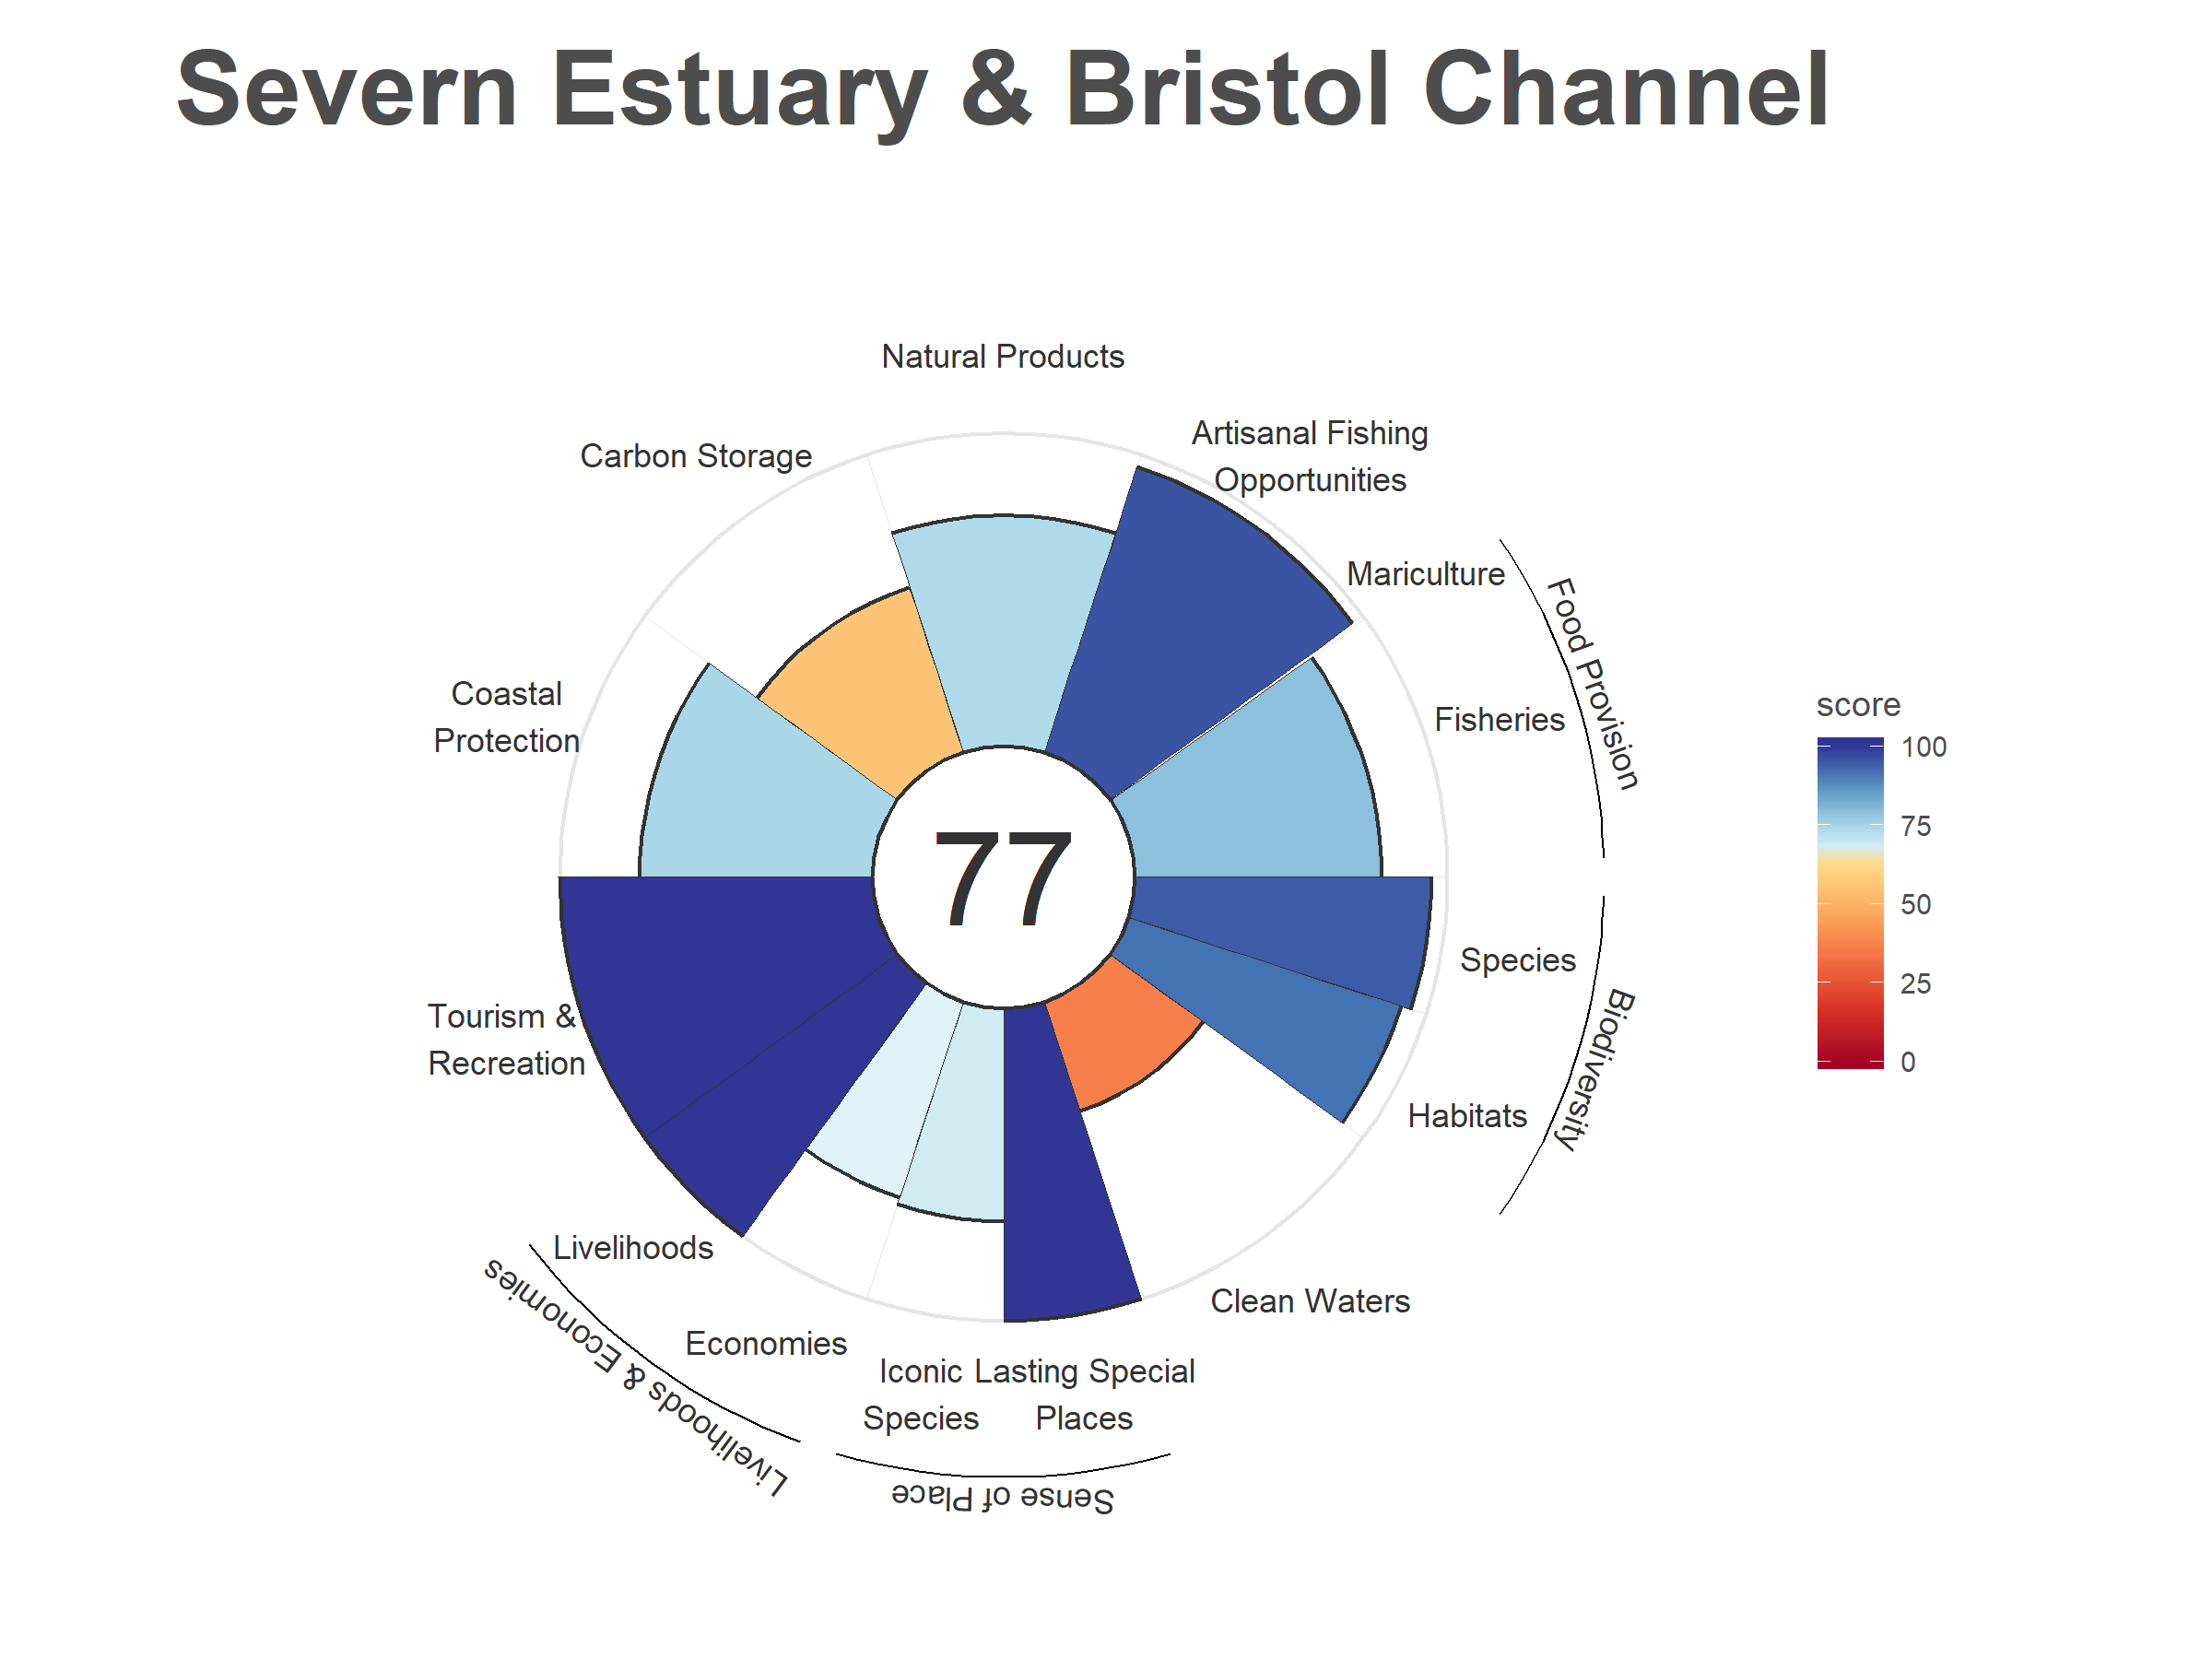 Severn Estuary & Bristol Channel
Natural Products
Artisanal Fishing
Opportunities
Carbon Storage
Mariculture
Food Provision
Fisheries
Coastal
Protection
77
score
100
75
50
25
0
Species
Biodiversity
Habitats
Tourism &
Recreation
Livelihoods
Livelihoods & Economies
Economies
Clean Waters
Iconic
Species
Lasting Special
Places
Sense of Place